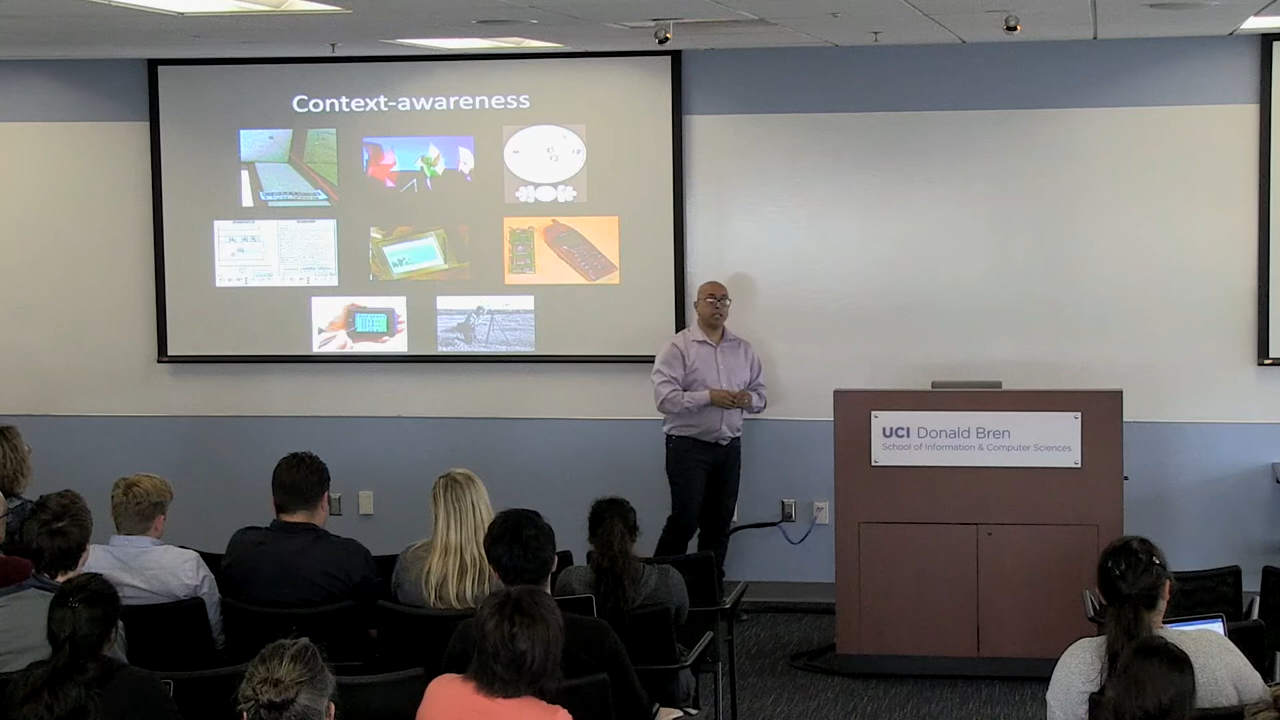 Context-awareness
UCI Donald Bren
School of Information & Computer Sciences